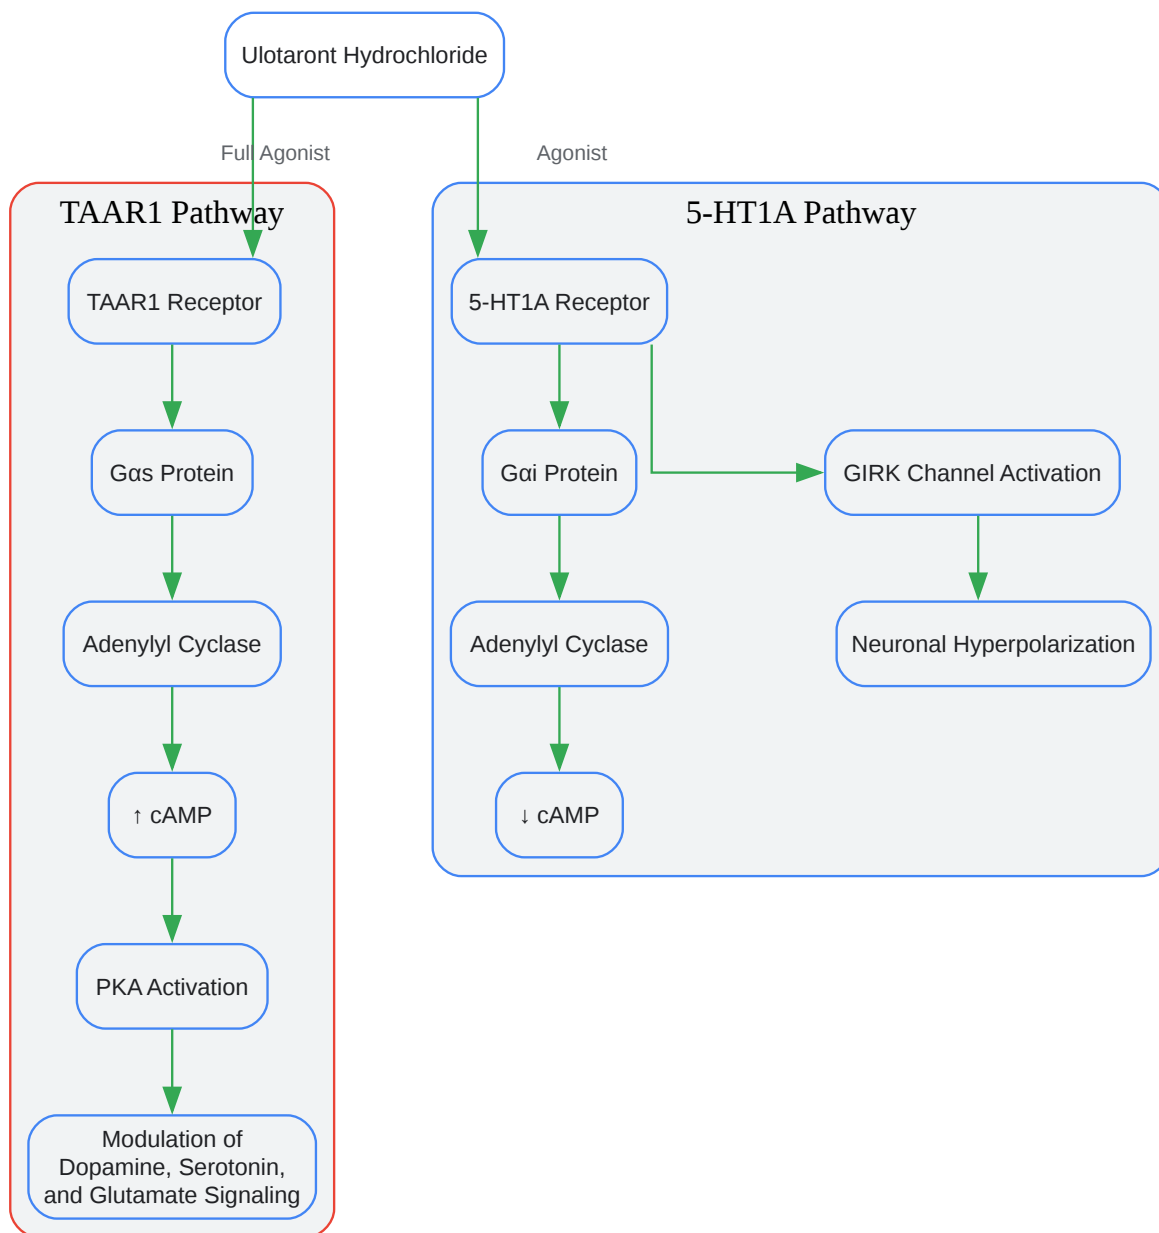 Ulotaront Hydrochloride
Full Agonist
Agonist
TAAR1 Pathway
5-HT1A Pathway
TAAR1 Receptor
5-HT1A Receptor
Gαs Protein
Gαi Protein
GIRK Channel Activation
Adenylyl Cyclase
Adenylyl Cyclase
Neuronal Hyperpolarization
↑ cAMP
↓ cAMP
PKA Activation
Modulation of
Dopamine, Serotonin,
and Glutamate Signaling